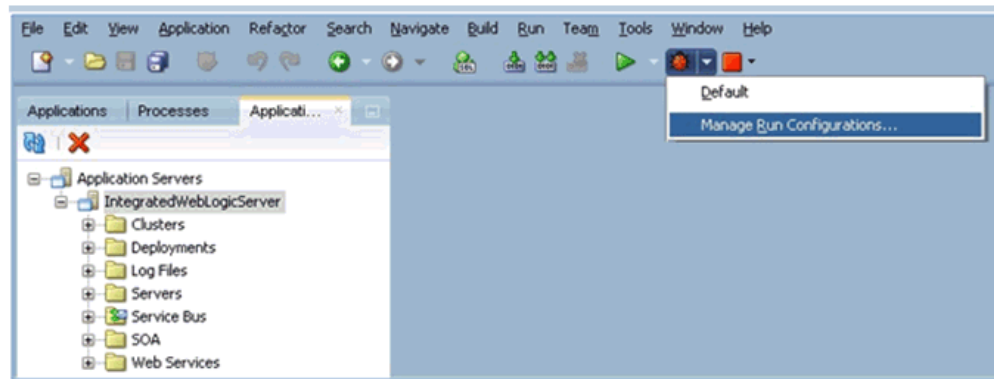 File Edit View Application Refactor Search Navigate Build Run Team Tools Window Help
Default
Manage Run Configurations...
Applications Processes Applicati...
Application Servers
IntegratedWebLogicServer
Clusters
Deployments
Log Files
Servers
Service Bus
SOA
Web Services